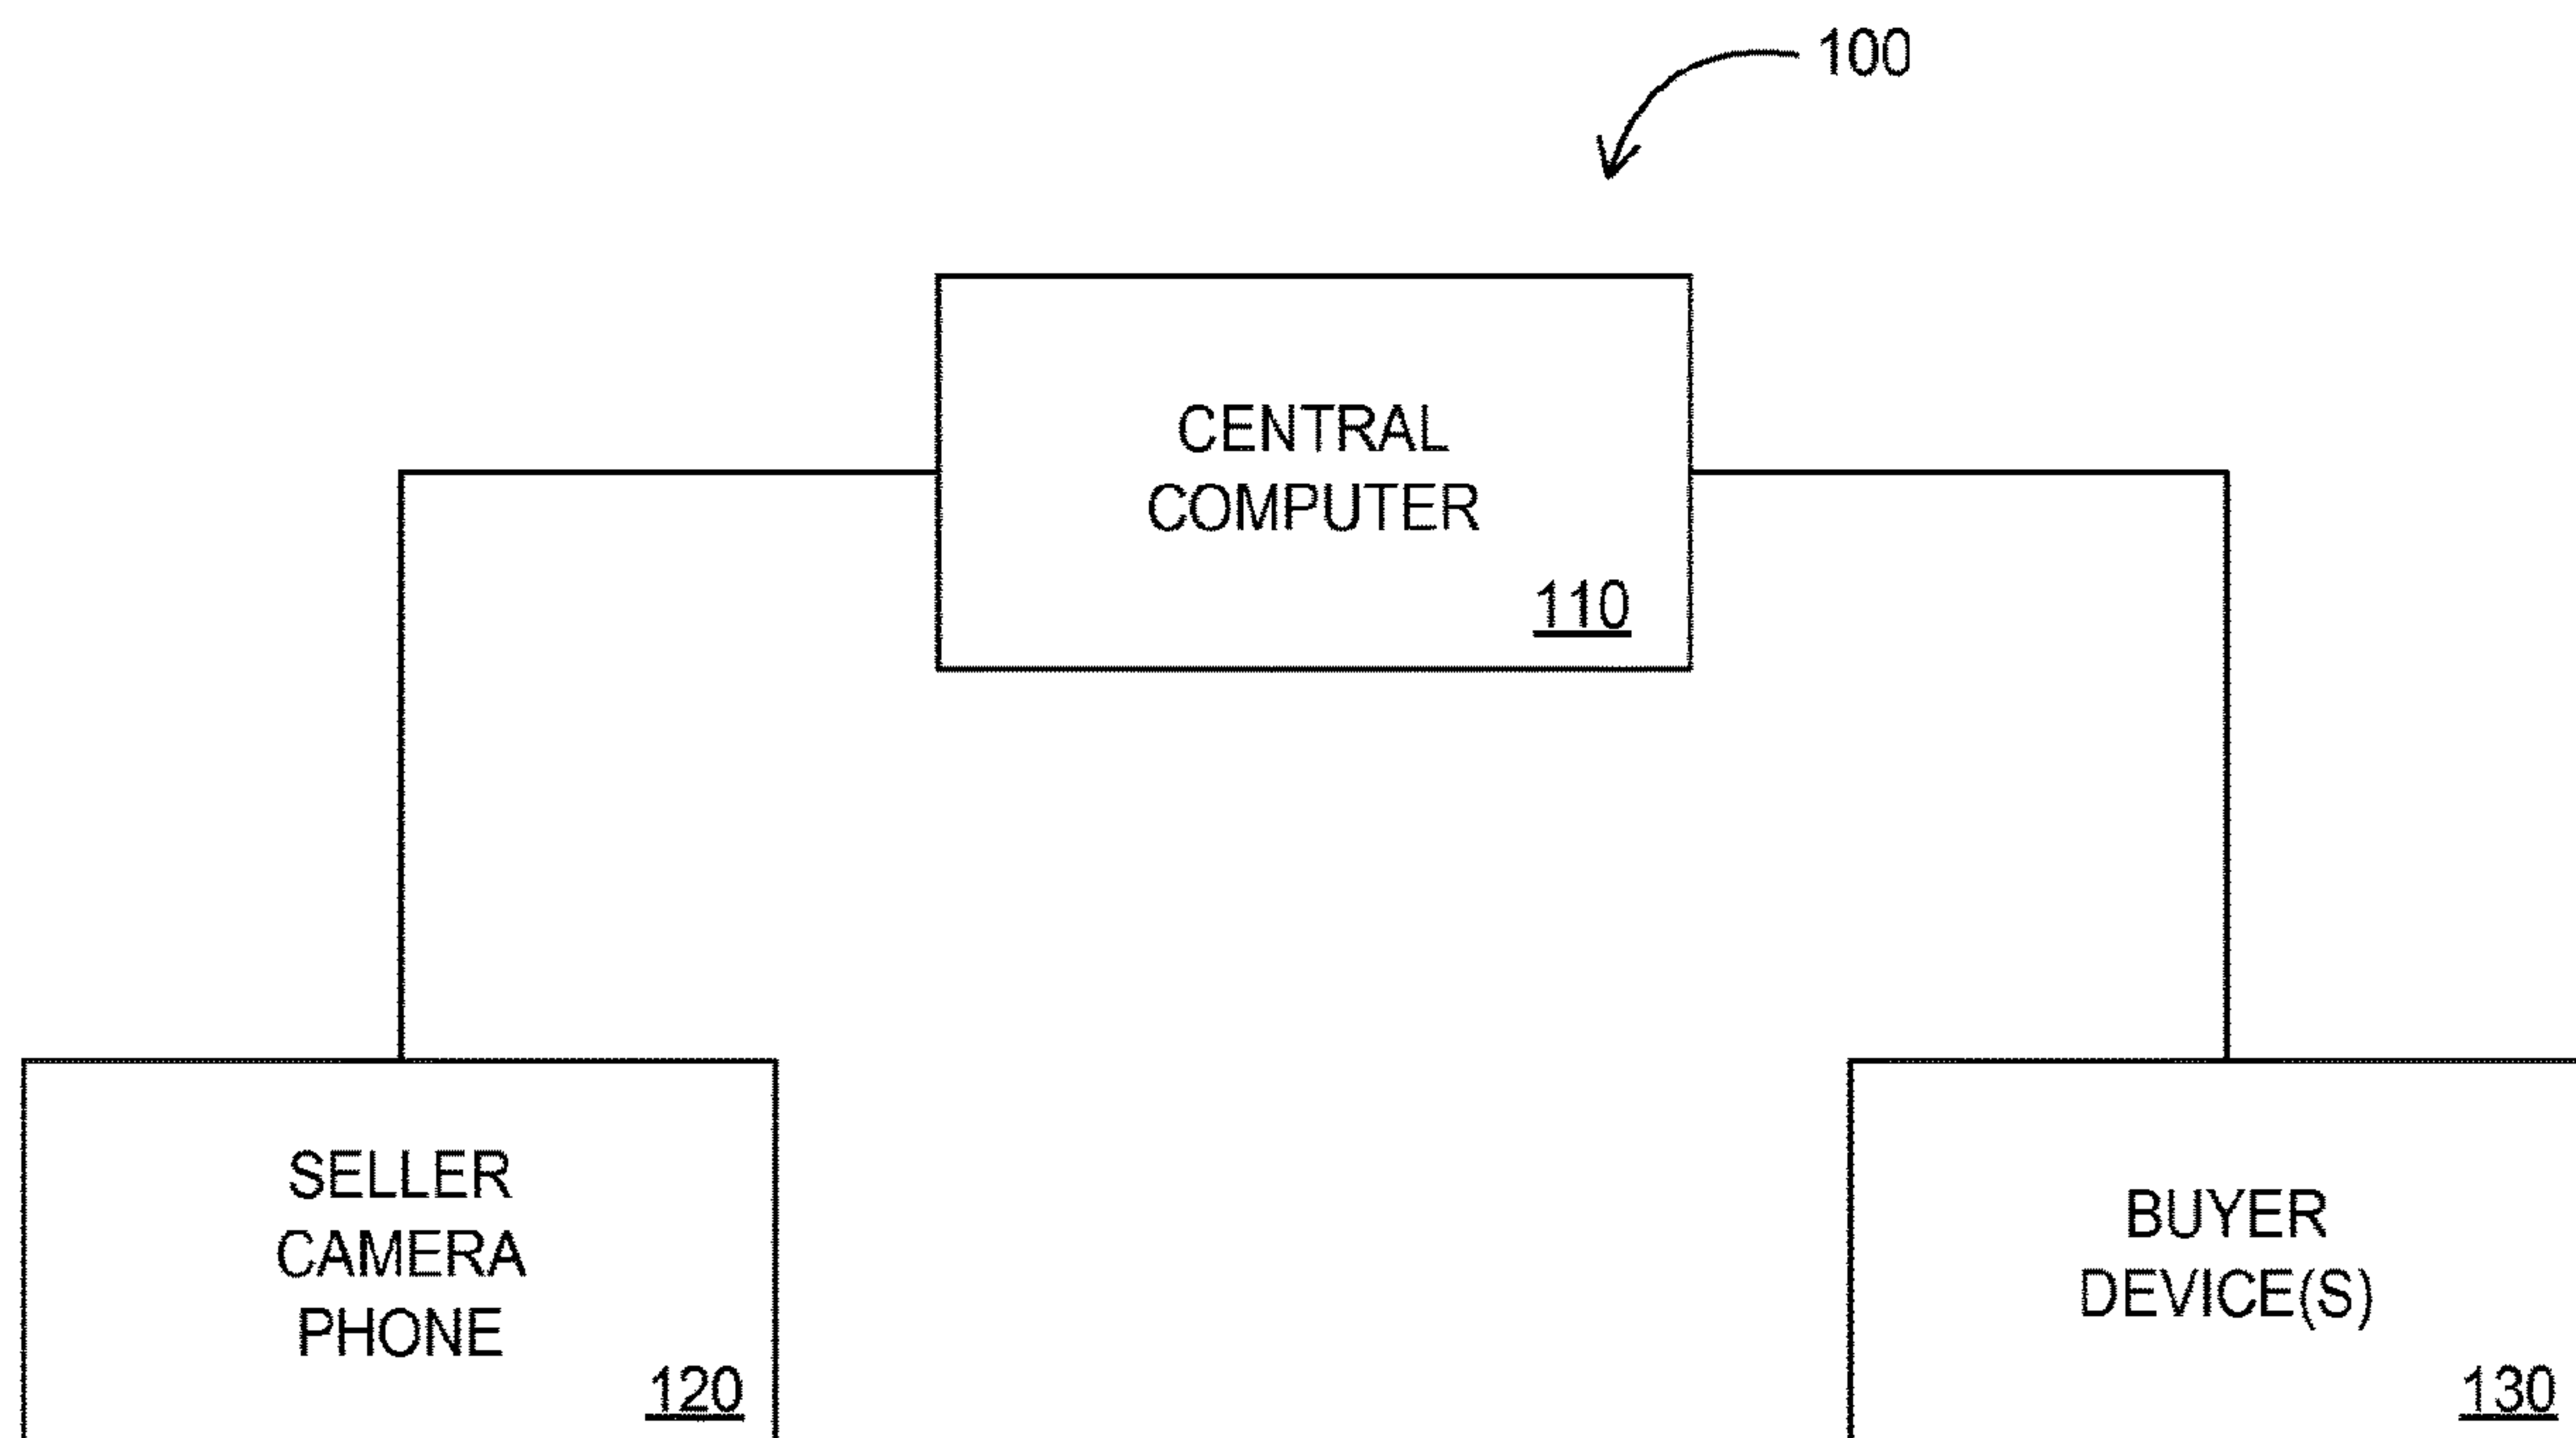 100
CENTRAL
COMPUTER
110
SELLER
CAMERA
PHONE
120
BUYER
DEVICE(S)
130